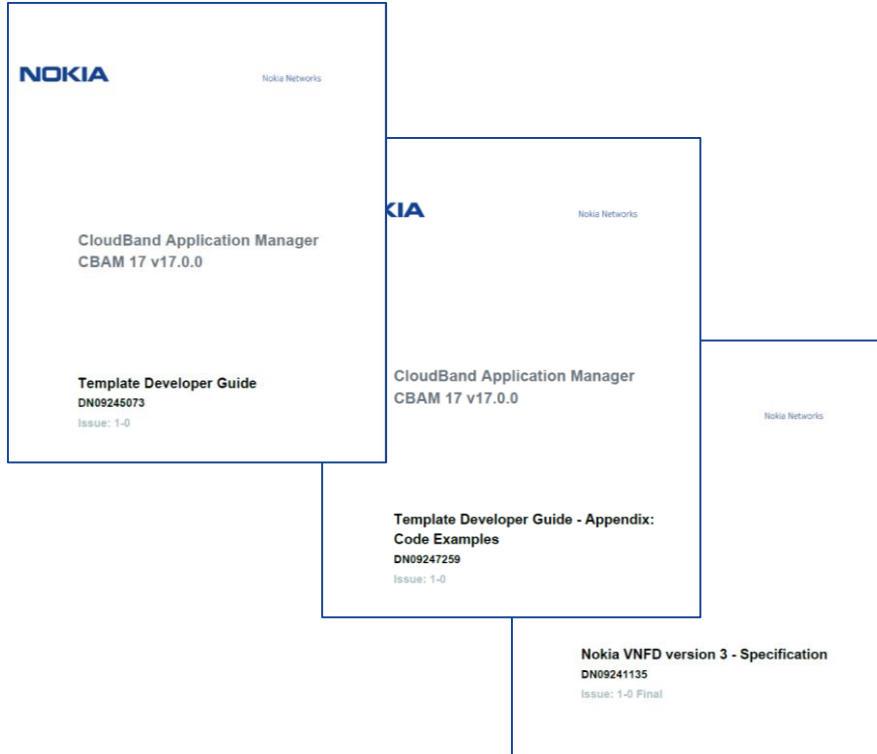 NOKIA
Nokia Networks
CloudBand Application Manager
CBAM 17 v17.0.0
Template Developer Guide
DN09245073
Issue: 1-0
KIA
Nokia Networks
CloudBand Application Manager
CBAM 17 v17.0.0
Template Developer Guide - Appendix:
Code Examples
DN09247259
Issue: 1-0
Nokia Networks
Nokia VNFD version 3 - Specification
DN09241135
Issue: 1-0 Final